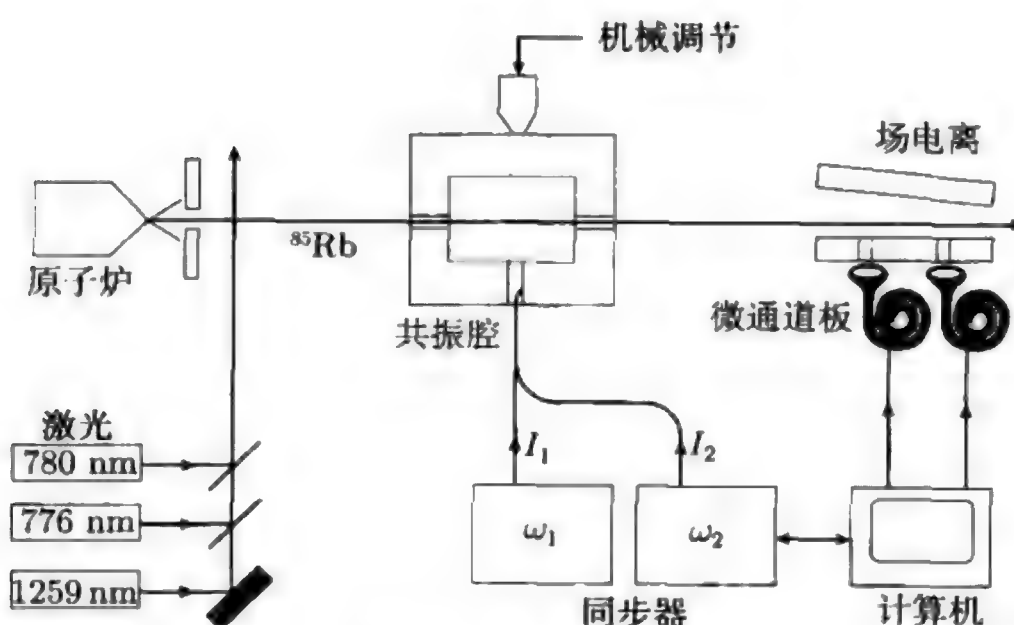 机械调节
场电离
⁸⁵Rb
原子炉
共振腔
微通道板
激光
780 nm
776 nm
1259 nm
I₁
I₂
ω₁
ω₂
同步器
计算机